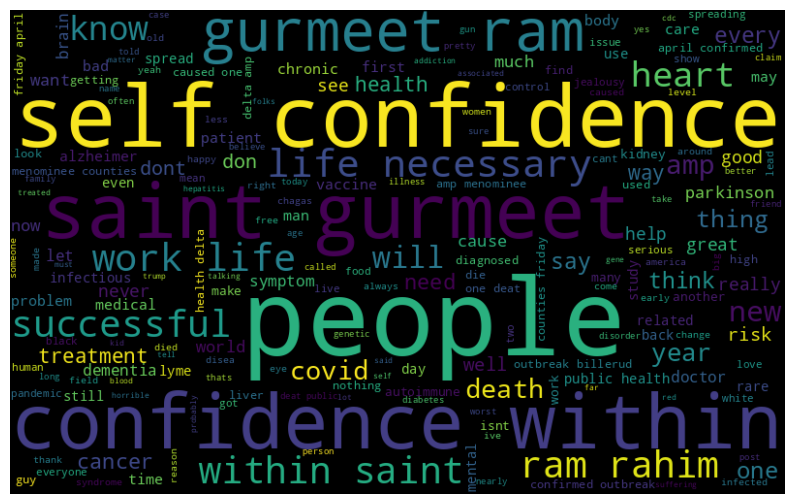 friday april
know
brain
case
old
gurmeet ram
gun
yes
cdc
body
spreading
care
every
issue
use
april confirmed
bad
spread
yeah
told
matter
name
caused one
delta amp
chronic
first
much
pretty
addiction
find
show
claim
heart
want
getting
often
see
health
less
folks
control
associated
jealousy
caused
level
may
self confidence
women
sure
believe
look
alzheimer
dont
patient
happy
don
life necessary
cant
kidney
around
amp
good
better
lead
menominee counties
family
treated
even
mean
hepatitis
right
today
vaccine
illness
amp menominee
way
used
take
parkinson
friend
saint gurmeet
chagas
free
man
age
now
let
cause
help
thing
great
someone
made
must
work life
infectious
trump
talking
health delta
will
called
diagnosed
say
serious
america
gene
high
big
never
problem
medical
symptom
make
food
live
always
die
one deat
need
counties friday
many
come
think
study
another
early
really
new
successful
people
genetic
two
disorder
related
back
change
risk
black
kid
died
tell
world
eye
said
self
covid
day
well
outbreak billerud
year
love
treatment
human
long
dementia
lyme
disea
thats
nothing
autoimmune
death
public health
doctor
rare
pandemic
field
blood
still
horrible
liver
got
probably
deat public
lot
diabetes
worst
isnt
ive
work
far
red
white
confidence within
thank
everyone
cancer
guy
time
syndrome
reason
within saint
person
mental
nearly
ram rahim
confirmed outbreak
suffering
post
infected
one